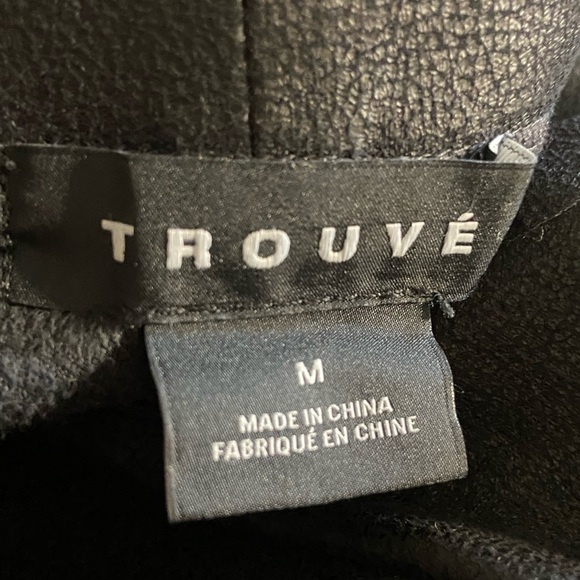 TROUVÉ
M
MADE IN CHINA
FABRIQUÉ EN CHINE